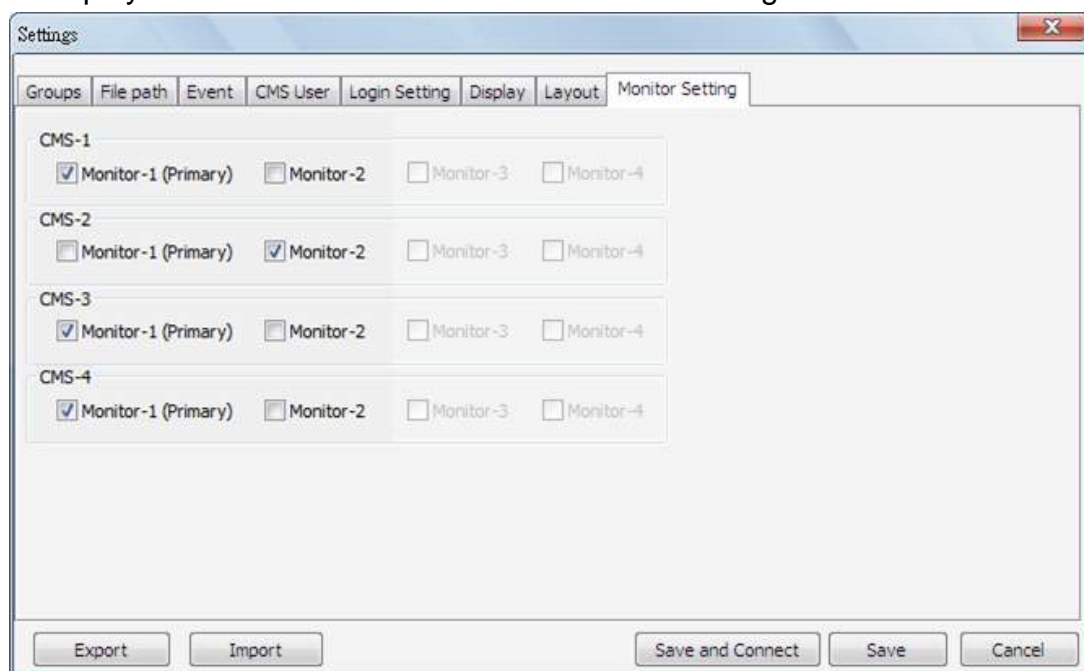 Settings
Groups File path Event CMS User Login Setting Display Layout Monitor Setting
CMS-1
Monitor-1 (Primary) Monitor-2 Monitor-3 Monitor-4
CMS-2
Monitor-1 (Primary) Monitor-2 Monitor-3 Monitor-4
CMS-3
Monitor-1 (Primary) Monitor-2 Monitor-3 Monitor-4
CMS-4
Monitor-1 (Primary) Monitor-2 Monitor-3 Monitor-4
Export Import Save and Connect Save Cancel